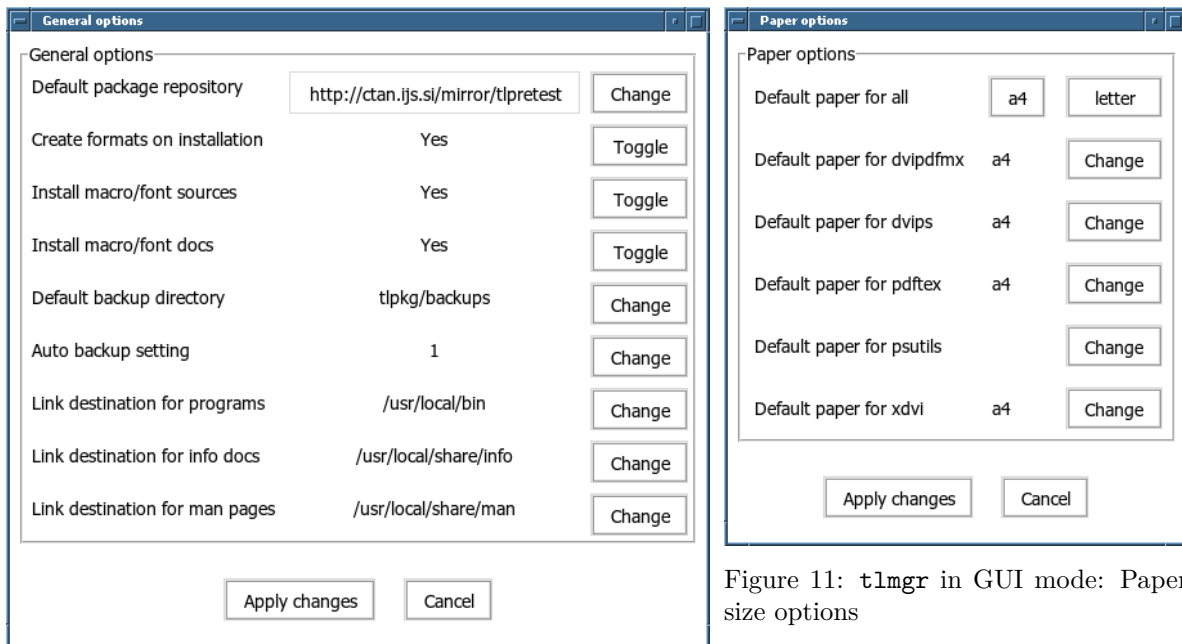 General options
General options
Default package repository http://ctan.ijs.si/mirror/tlpretest Change
Create formats on installation Yes Toggle
Install macro/font sources Yes Toggle
Install macro/font docs Yes Toggle
Default backup directory tlpkg/backups Change
Auto backup setting 1 Change
Link destination for programs /usr/local/bin Change
Link destination for info docs /usr/local/share/info Change
Link destination for man pages /usr/local/share/man Change
Apply changes Cancel
Paper options
Paper options
Default paper for all a4 letter
Default paper for dvipdfmx a4 Change
Default paper for dvips a4 Change
Default paper for pdftex a4 Change
Default paper for psutils Change
Default paper for xdvi a4 Change
Apply changes Cancel
Figure 11: tlmgr in GUI mode: Paper
size options